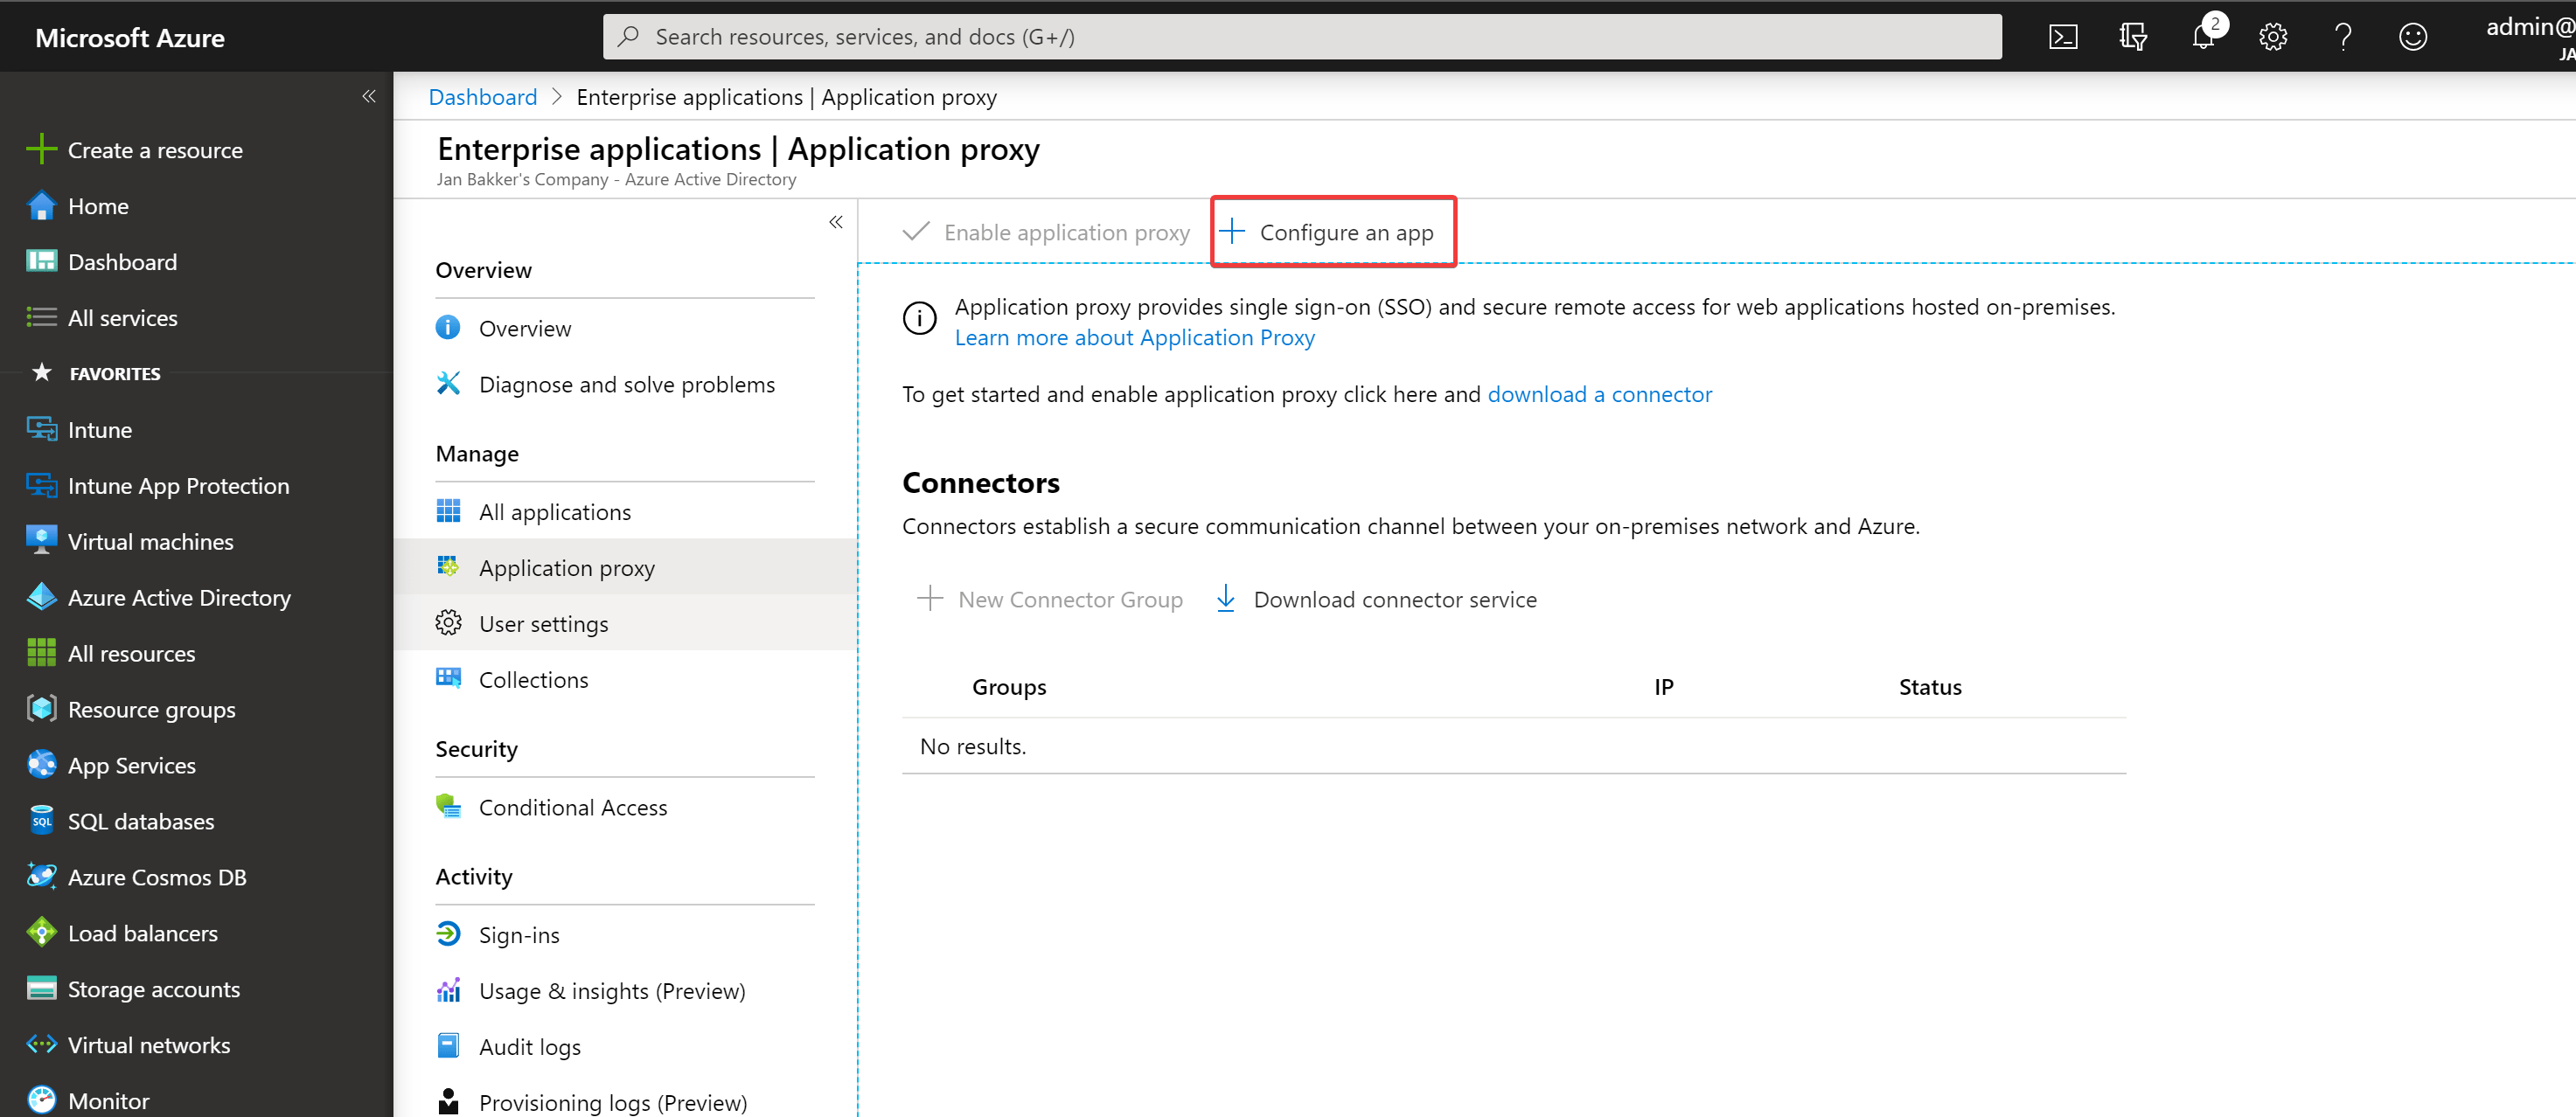 Microsoft Azure
Search resources, services, and docs (G+/)
2
admin@
JA
Create a resource
Home
Dashboard
All services
FAVORITES
Intune
Intune App Protection
Virtual machines
Azure Active Directory
All resources
Resource groups
App Services
SQL
SQL databases
Azure Cosmos DB
Load balancers
Storage accounts
Virtual networks
Monitor
Dashboard > Enterprise applications | Application proxy
Enterprise applications | Application proxy
Jan Bakker's Company - Azure Active Directory
Overview
Overview
Diagnose and solve problems
Manage
All applications
Application proxy
User settings
Collections
Security
Conditional Access
Activity
Sign-ins
Usage & insights (Preview)
Audit logs
Provisioning logs (Preview)
Enable application proxy
Configure an app
Application proxy provides single sign-on (SSO) and secure remote access for web applications hosted on-premises.
Learn more about Application Proxy
To get started and enable application proxy click here and download a connector
Connectors
Connectors establish a secure communication channel between your on-premises network and Azure.
New Connector Group
Download connector service
Groups IP Status
No results.